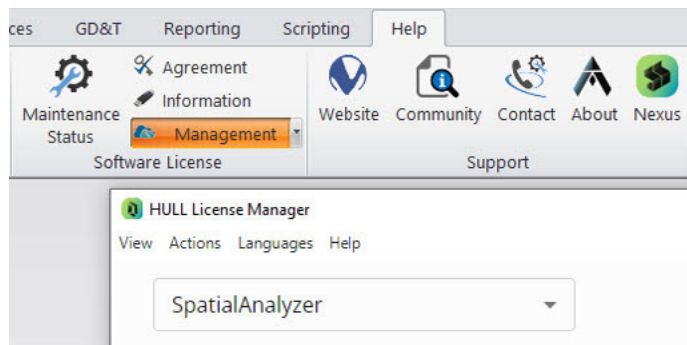 ces GD&T Reporting Scripting Help
Agreement
Information
Management
Maintenance
Status
Website Community Contact About Nexus
Software License Support
HULL License Manager
View Actions Languages Help
SpatialAnalyzer